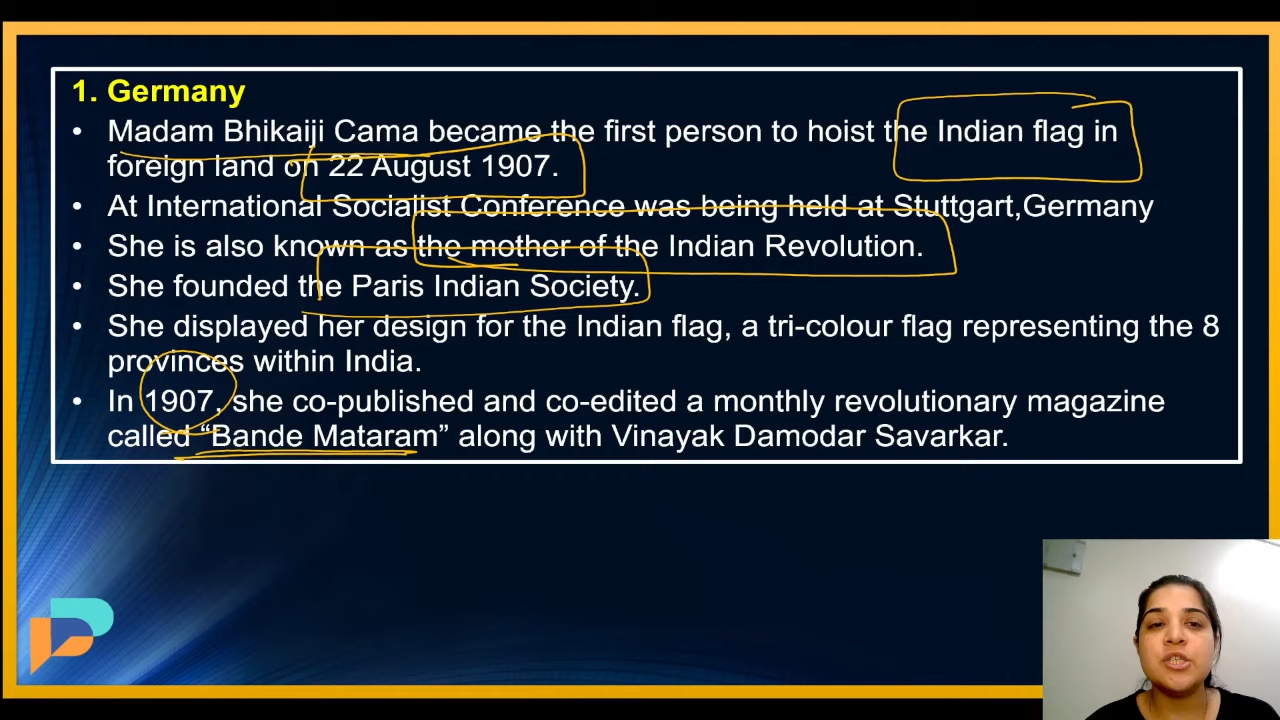 1. Germany
• Madam Bhikaiji Cama became the first person to hoist the Indian flag in
foreign land on 22 August 1907.
• At International Socialist Conference was being held at Stuttgart,Germany
• She is also known as the mother of the Indian Revolution.
• She founded the Paris Indian Society.
• She displayed her design for the Indian flag, a tri-colour flag representing the 8
provinces within India.
• In 1907, she co-published and co-edited a monthly revolutionary magazine
called “Bande Mataram” along with Vinayak Damodar Savarkar.